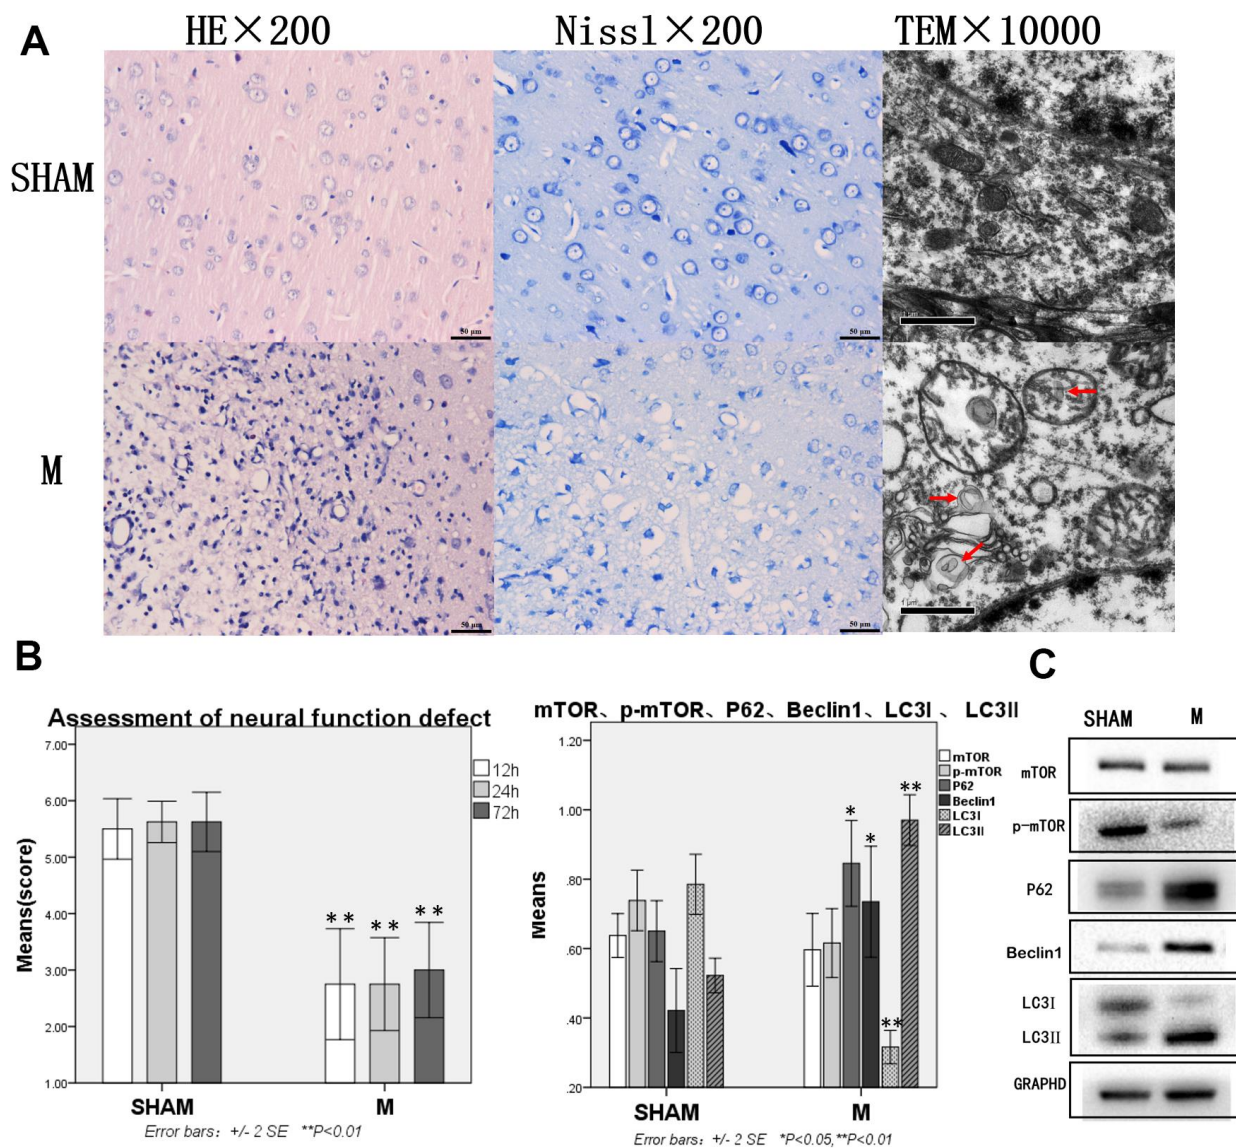 A
HE×200
Nissl×200
TEM×10000
SHAM
50 μm
50 μm
1 μm
M
50 μm
50 μm
1 μm
B
Assessment of neural function defect
7.00
6.00
5.00
4.00
3.00
2.00
1.00
Means(score)
** ** **
12h
24h
72h
SHAM
M
Error bars: +/- 2 SE **P<0.01
mTOR、p-mTOR、P62、Beclin1、LC3I、LC3II
1.20
1.00
.80
.60
.40
.20
Means
* * ** **
mTOR
p-mTOR
P62
Beclin1
LC3I
LC3II
SHAM
M
Error bars: +/- 2 SE *P<0.05,**P<0.01
C
SHAM M
mTOR
p-mTOR
P62
Beclin1
LC3I
LC3II
GRAPHD